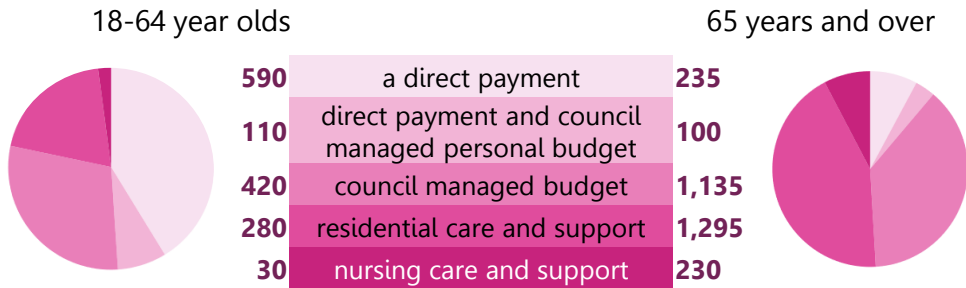 18-64 year olds
65 years and over
590 a direct payment 235
direct payment and council
110 managed personal budget 100
420 council managed budget 1,135
280 residential care and support 1,295
30 nursing care and support 230